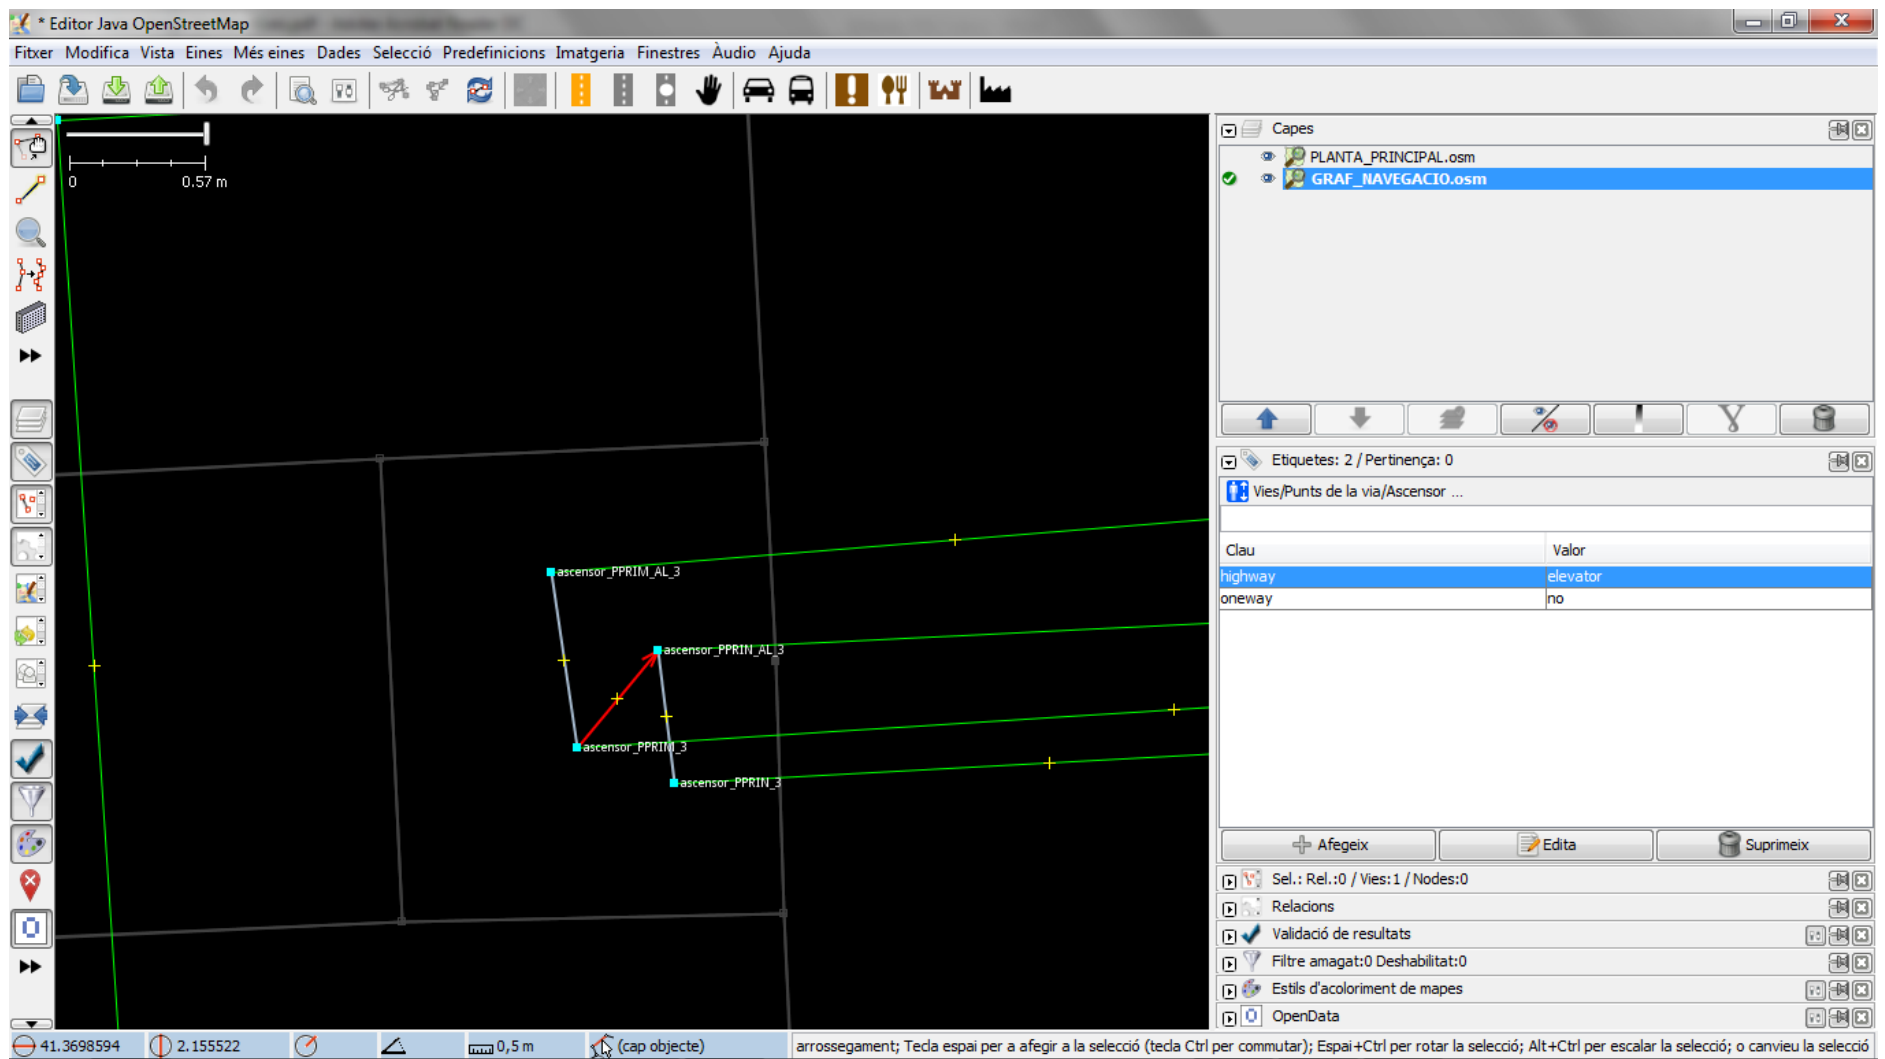 * Editor Java OpenStreetMap
Fitxer Modifica Vista Eines Més eines Dades Selecció Predefinicions Imatgeria Finestres Àudio Ajuda
0 0.57 m
Capes
PLANTA_PRINCIPAL.osm
GRAF_NAVEGACIO.osm
Etiquetes: 2 / Pertinença: 0
Vies/Punts de la via/Ascensor ...
Clau Valor
highway elevator
oneway no
ascensor_PPRIM_AL_3
ascensor_PPRIN_AL_3
ascensor_PPRIM_3
ascensor_PPRIN_3
Afegeix Edita Suprimeix
Sel.: Rel.:0 / Vies:1 / Nodes:0
Relacions
Validació de resultats
Filtre amagat:0 Deshabilitat:0
Estils d'acoloriment de mapes
OpenData
41.3698594 2.155522 0,5 m (cap objecte) arrossegament; Tecla espai per a afegir a la selecció (tecla Ctrl per commutar); Espai+Ctrl per rotar la selecció; Alt+Ctrl per escalar la selecció; o canvieu la selecció